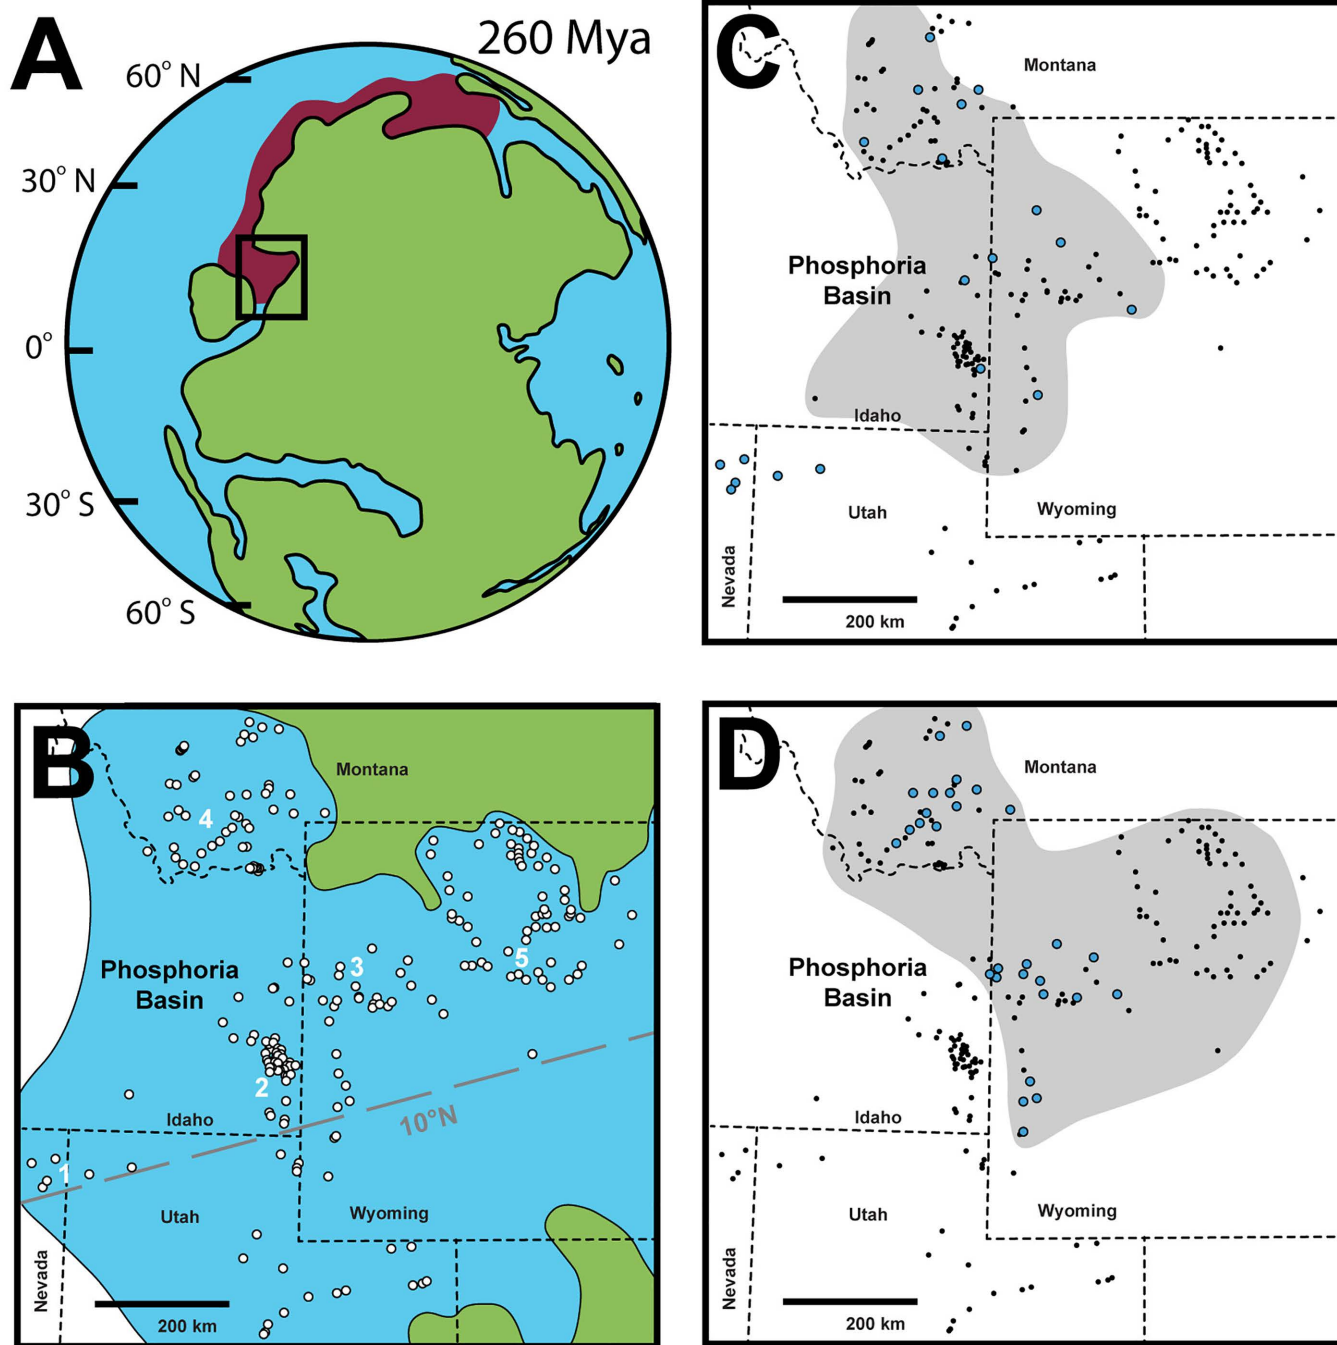 A
260 Mya
60° N
30° N
0°
30° S
60° S
C
Montana
Phosphoria
Basin
Idaho
Utah
Wyoming
Nevada
200 km
B
Montana
4
Phosphoria
Basin
3
5
2
10°N
Idaho
1
Utah
Wyoming
Nevada
200 km
D
Montana
Phosphoria
Basin
Idaho
Utah
Wyoming
Nevada
200 km